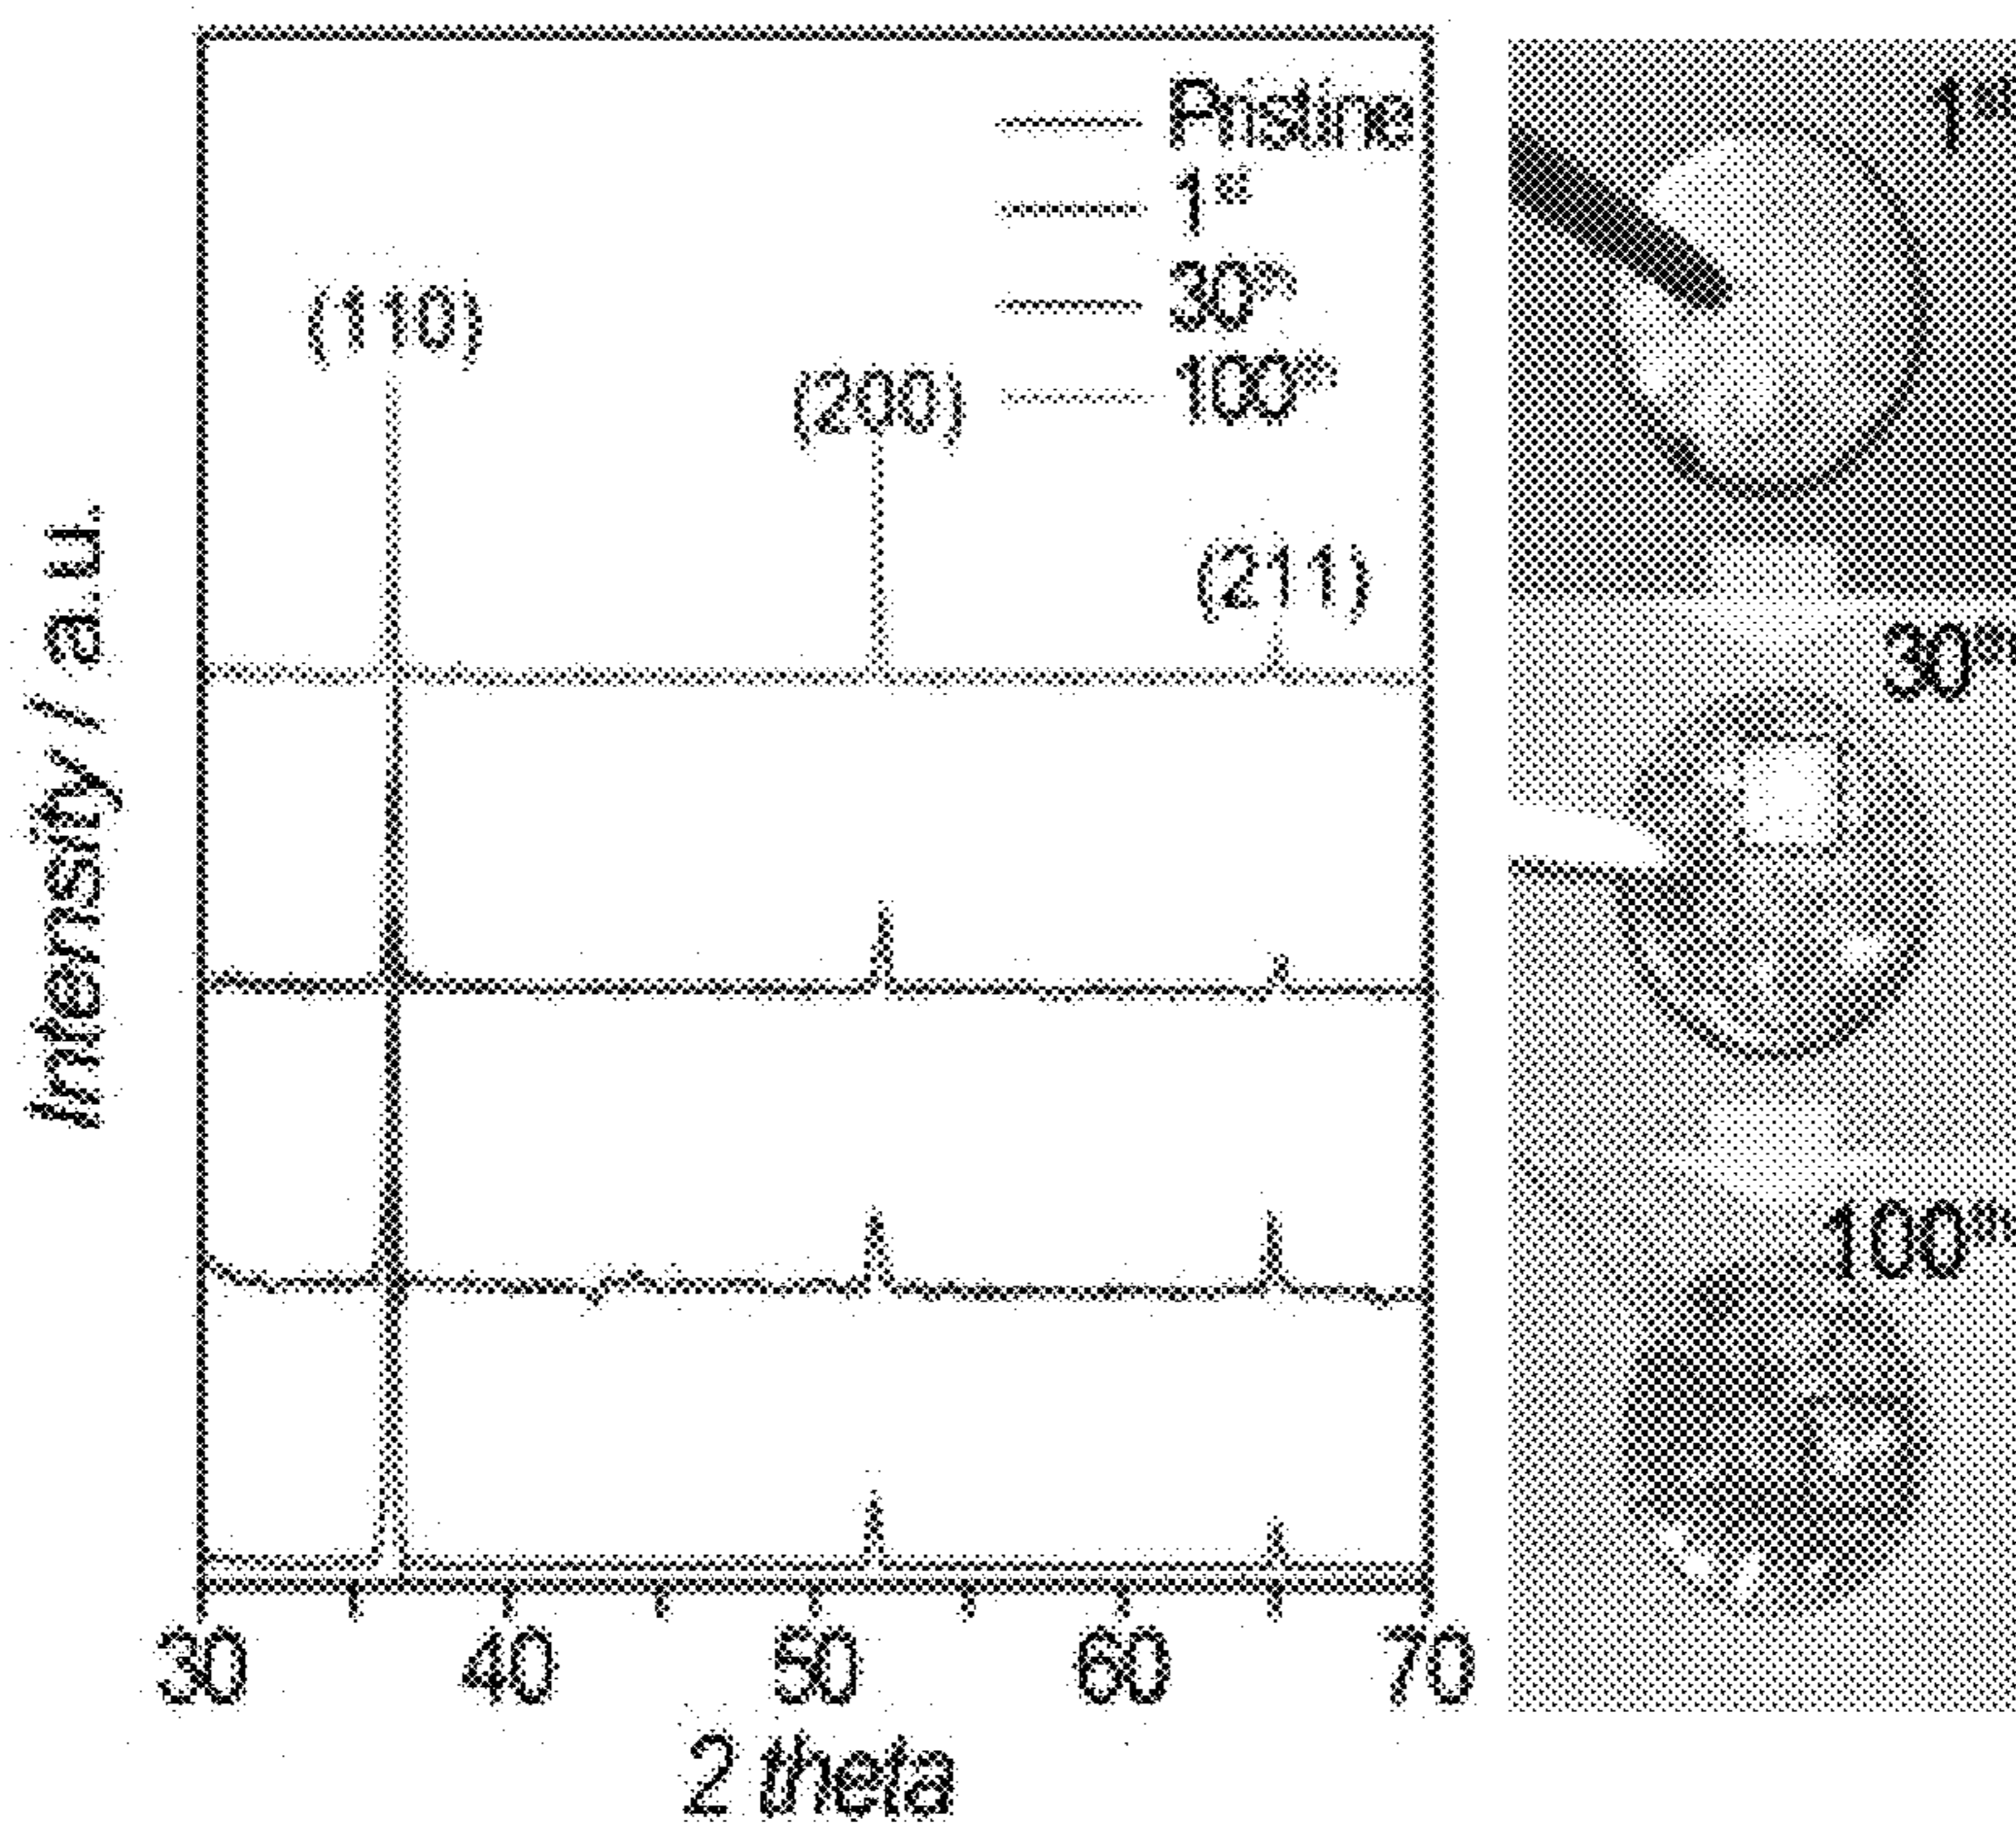 Pristine
1st
30th
100th
(110)
(200)
(211)
Intensity / a.u.
30 40 50 60 70
2 theta
1st
30th
100th